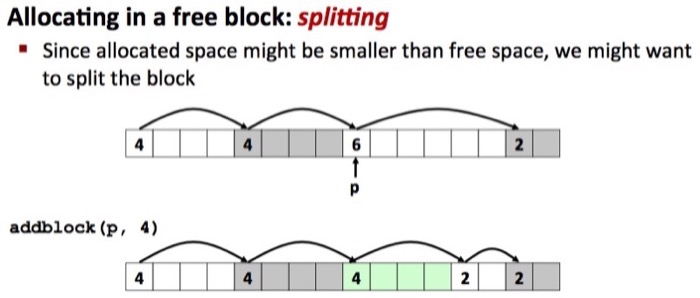 Allocating in a free block: splitting
▪ Since allocated space might be smaller than free space, we might want
to split the block
4 4 6 2
p
addblock(p, 4)
4 4 4 2 2